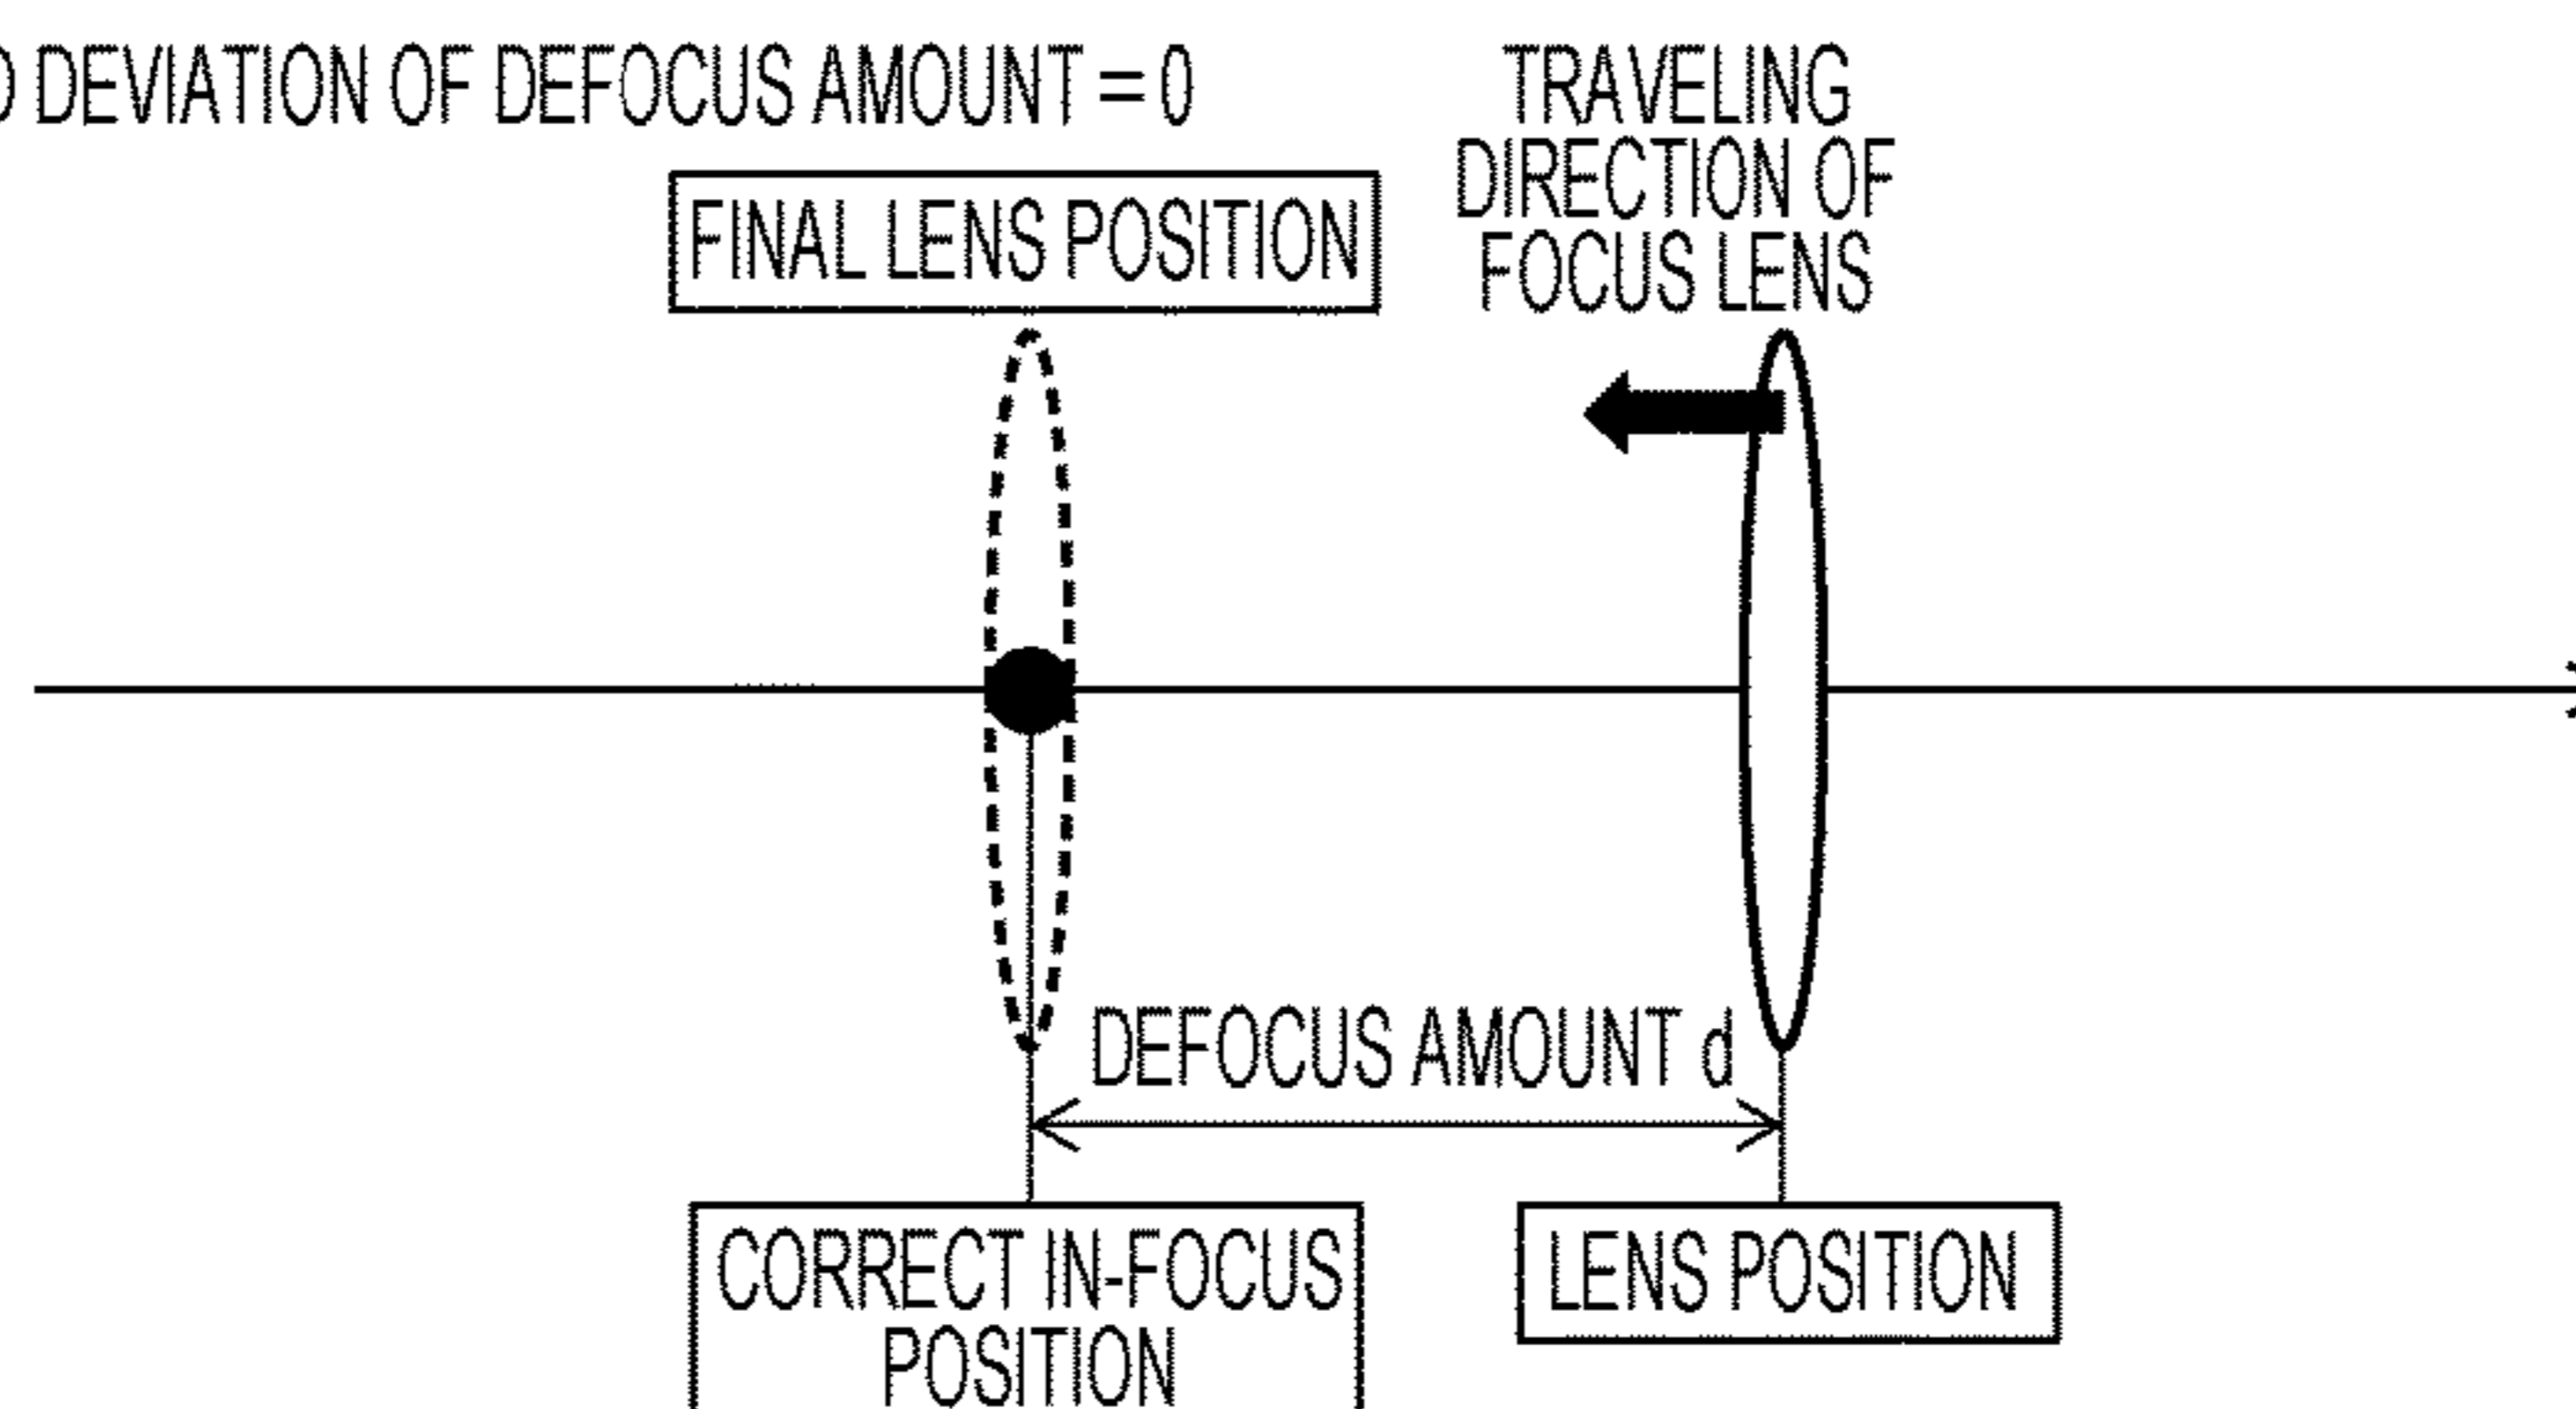 DEVIATION OF DEFOCUS AMOUNT = 0
TRAVELING
DIRECTION OF
FOCUS LENS
FINAL LENS POSITION
DEFOCUS AMOUNT d
CORRECT IN-FOCUS
POSITION
LENS POSITION